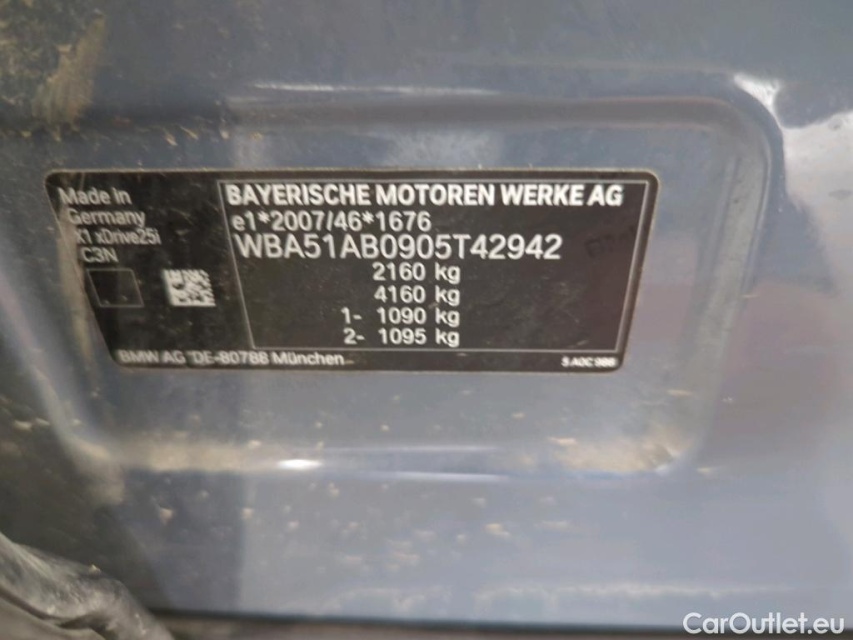 Made in
Germany
X1 xDrive25i
C3N
BAYERISCHE MOTOREN WERKE AG
e1*2007/46*1676
WBA51AB0905T42942
2160 kg
4160 kg
1- 1090 kg
2- 1095 kg
BMW AG DE-80788 München
CarOutlet.eu